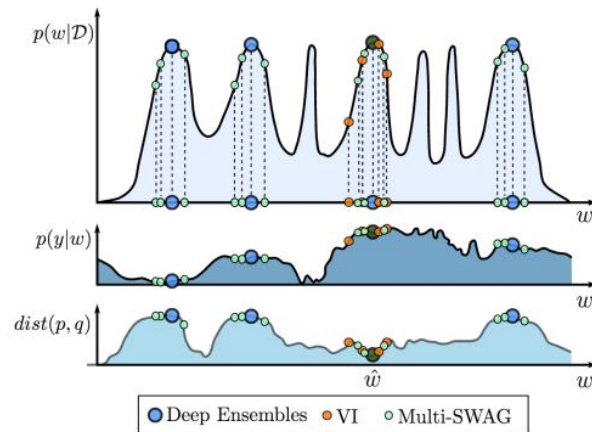 p(w|𝒟)
w
p(y|w)
w
dist(p, q)
ŵ
w
Deep Ensembles VI Multi-SWAG